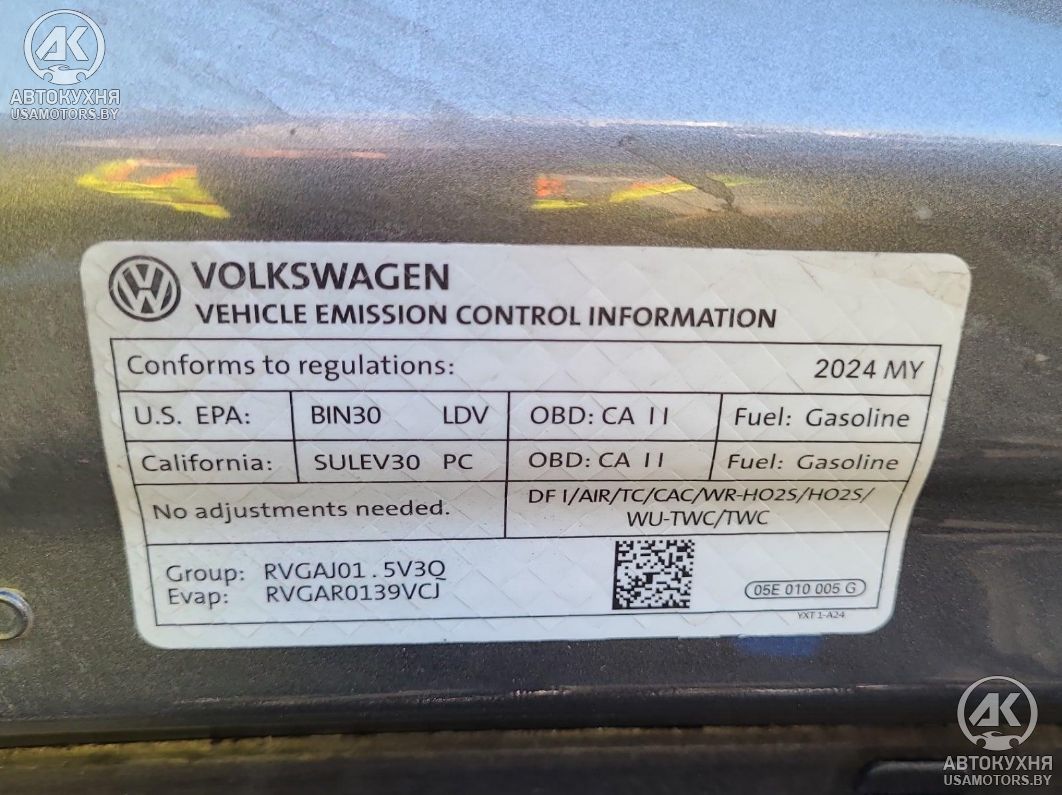 AK
АВТОКУХНЯ
USAMOTORS.BY
VOLKSWAGEN
VEHICLE EMISSION CONTROL INFORMATION
Conforms to regulations: 2024 MY
U.S. EPA: BIN30 LDV OBD: CA II Fuel: Gasoline
California: SULEV30 PC OBD: CA II Fuel: Gasoline
No adjustments needed. DFI/AIR/TC/CAC/WR-HO2S/HO2S/
WU-TWC/TWC
Group: RVGAJ01.5V3Q
Evap: RVGAR0139VCJ
05E 010 005 G
YXT 1-A24
AK
АВТОКУХНЯ
USAMOTORS.BY